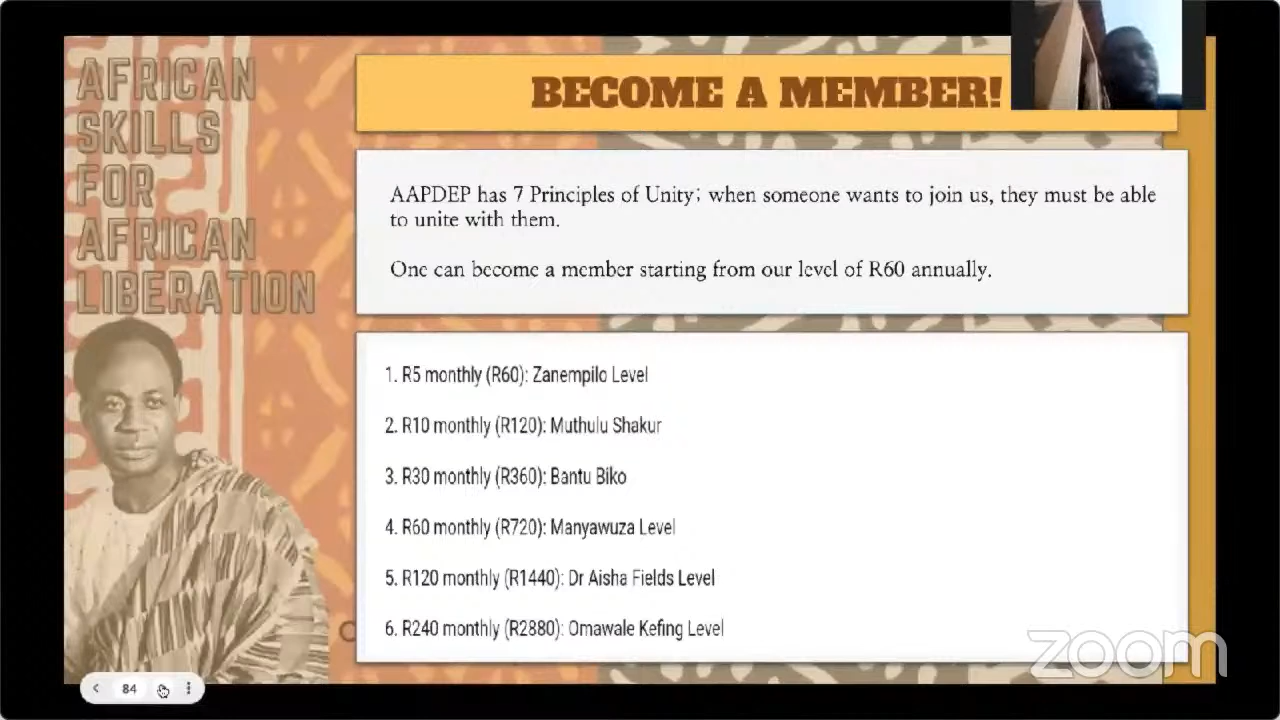 AFRICAN
SKILLS
FOR
AFRICAN
LIBERATION
BECOME A MEMBER!
AAPDEP has 7 Principles of Unity; when someone wants to join us, they must be able
to unite with them.
One can become a member starting from our level of R60 annually.
1. R5 monthly (R60): Zanempilo Level
2. R10 monthly (R120): Muthulu Shakur
3. R30 monthly (R360): Bantu Biko
4. R60 monthly (R720): Manyawuza Level
5. R120 monthly (R1440): Dr Aisha Fields Level
6. R240 monthly (R2880): Omawale Kefing Level
84
zoom